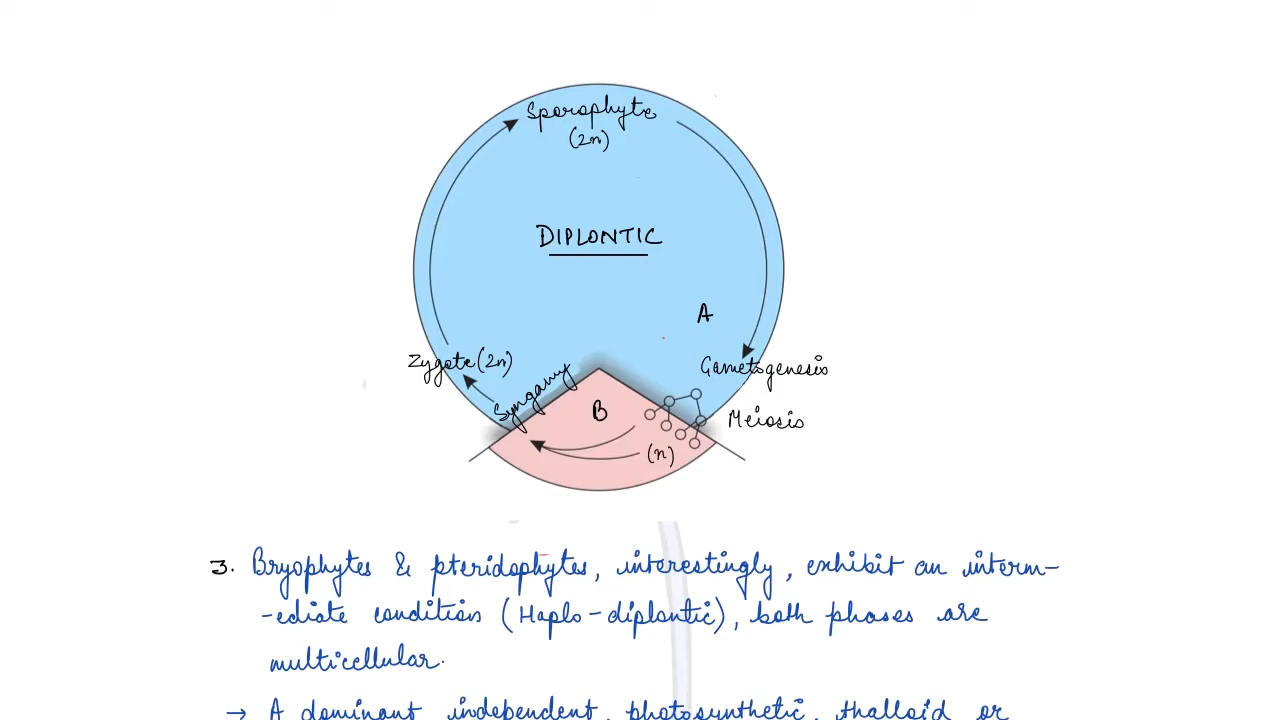 Sporophyte
(2n)
DIPLONTIC
A
Zygote (2n)
Syngamy
Gametogenesis
B
Meiosis
(n)
3. Bryophytes & pteridophytes, interestingly, exhibit an interm-
-ediate condition (Haplo-diplontic), both phases are
multicellular.
→ A dominant, independent, photosynthetic, thalloid or